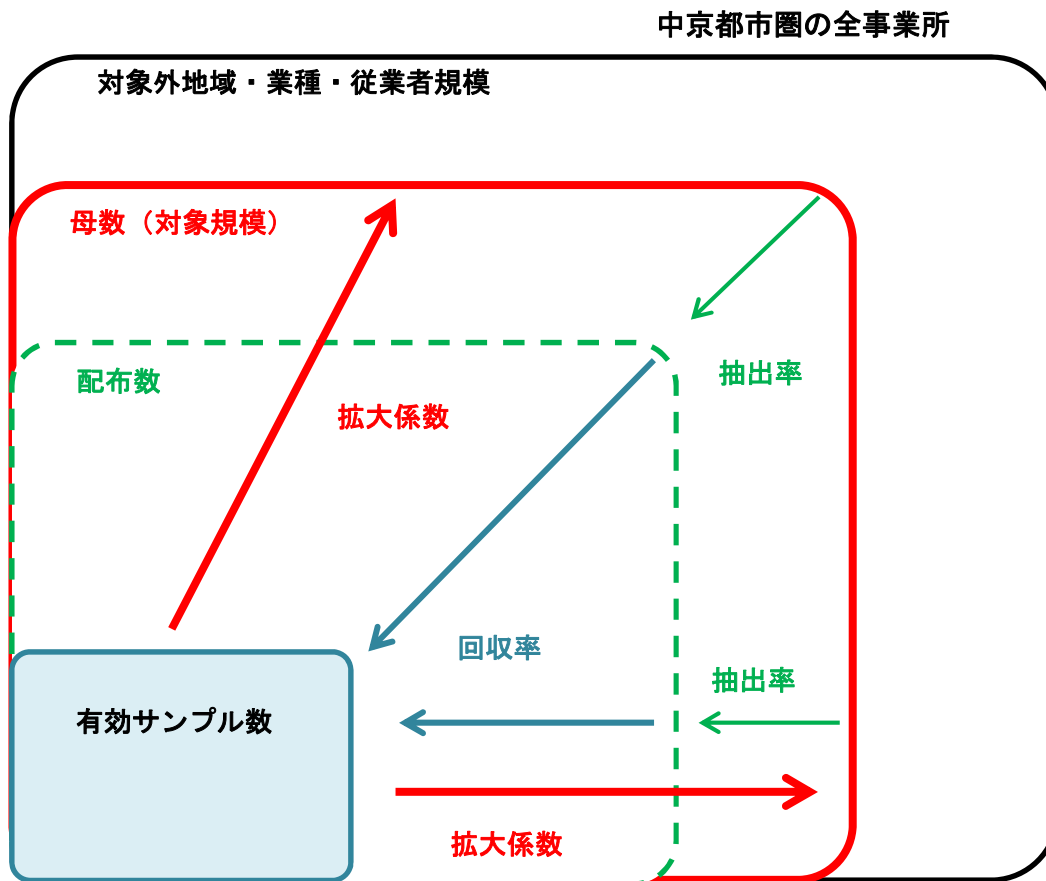 中京都市圏の全事業所
対象外地域・業種・従業者規模
母数（対象規模）
抽出率
配布数
拡大係数
回収率
抽出率
有効サンプル数
拡大係数